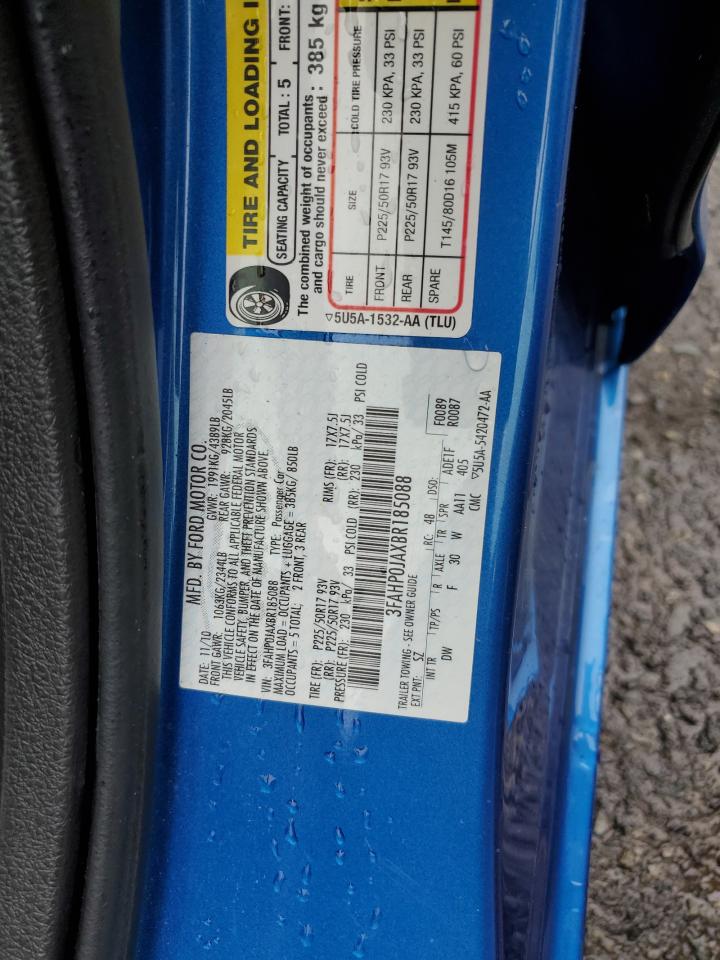 MFD. BY FORD MOTOR CO.
DATE: 11/10 GVWR: 1991KG/4389LB
FRONT GAWR: 1063KG/2344LB REAR GAWR: 928KG/2045LB
THIS VEHICLE CONFORMS TO ALL APPLICABLE FEDERAL MOTOR
VEHICLE SAFETY, BUMPER, AND THEFT PREVENTION STANDARDS
IN EFFECT ON THE DATE OF MANUFACTURE SHOWN ABOVE
VIN: 3FAHP0JAXBR185088 TYPE: Passenger Car
MAXIMUM LOAD = OCCUPANTS + LUGGAGE = 385KG/ 850LB
OCCUPANTS = 5 TOTAL: 2 FRONT, 3 REAR
TIRE (FR): P225/50R17 93V RIMS (FR): 17X7.5J
(RR): P225/50R17 93V (RR): 17X7.5J
PRESSURE (FR): 230 kPa/ 33 PSI COLD (RR): 230 kPa/ 33 PSI COLD
3FAHP0JAXBR185088
TRAILER TOWING - SEE OWNER GUIDE F0089
R0087
EXT PNT: SZ RC: 48 DSO:
INT TR TP/PS R AXLE TR SPR ADE1F
DW F 30 W AA11 405
CMC ▽5U5A-5420472-AA
TIRE AND LOADING
SEATING CAPACITY TOTAL: 5 FRONT:
The combined weight of occupants
and cargo should never exceed: 385 kg
TIRE SIZE COLD TIRE PRESSURE
FRONT P225/50R17 93V 230 KPA, 33 PSI
REAR P225/50R17 93V 230 KPA, 33 PSI
SPARE T145/80D16 105M 415 KPA, 60 PSI
▽5U5A-1532-AA (TLU)